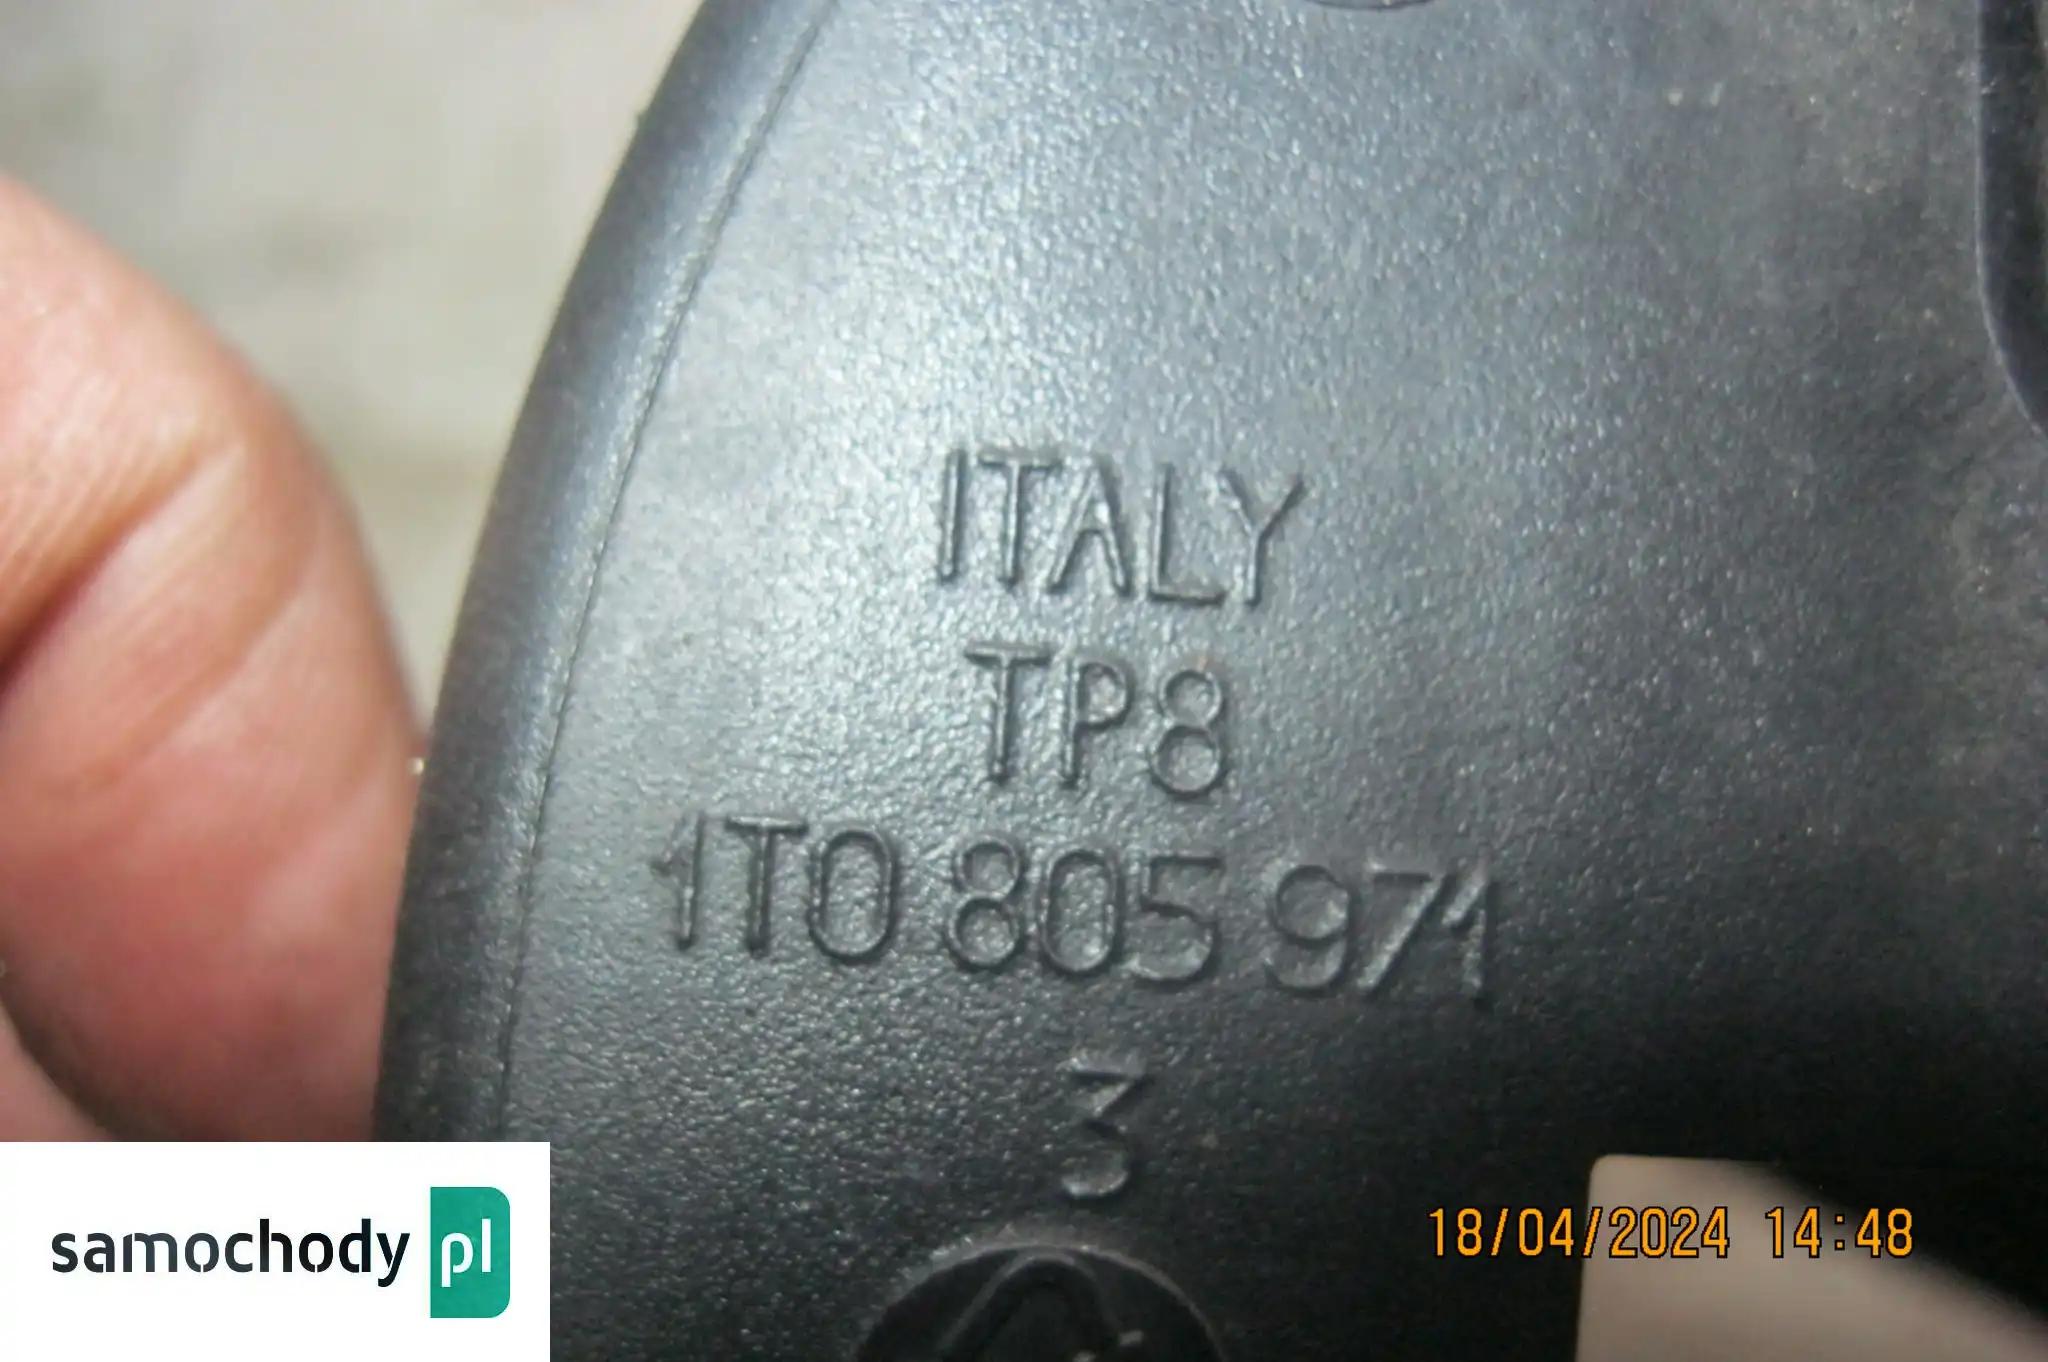 ITALY
TP8
1T0 805 971
3
18/04/2024 14:48
samochody pl